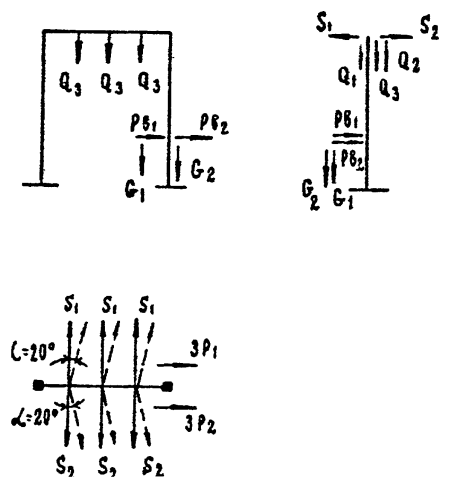 S₁ S₂
Q₃ Q₃ Q₃
Q₁ Q₃ Q₂
PB₁ PB₂
G₁ G₂
PB₁
PB₂
G₂ G₁
S₁ S₁ S₁
C=20°
3P₁
α=20°
3P₂
S₂ S₂ S₂